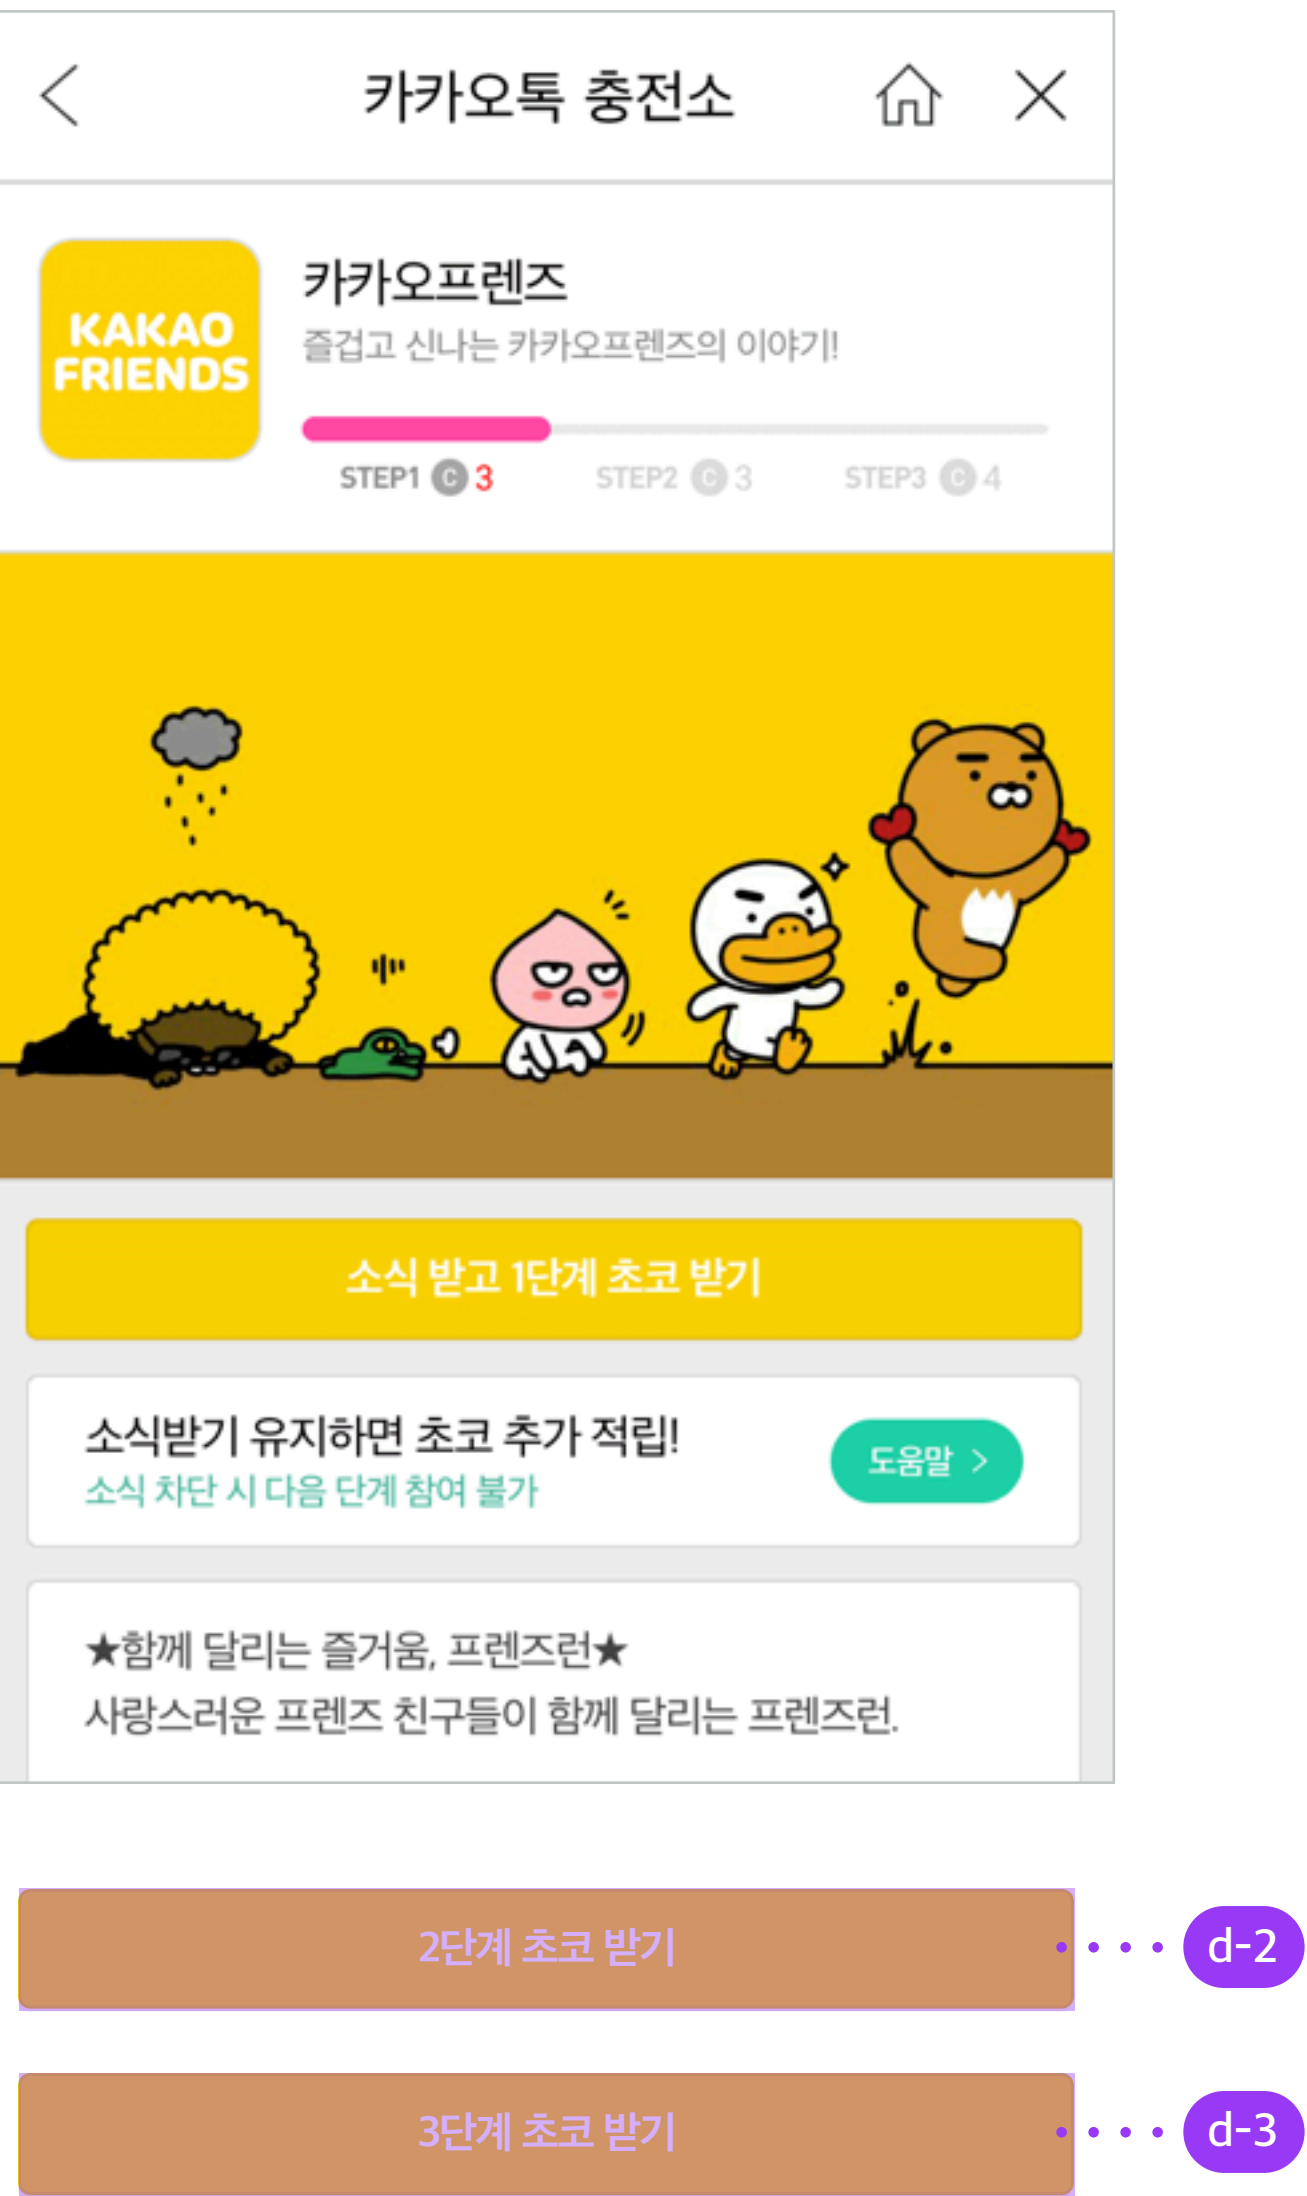 카카오톡 충전소
KAKAO
FRIENDS
카카오프렌즈
즐겁고 신나는 카카오프렌즈의 이야기!
STEP1 C 3 STEP2 C 3 STEP3 C 4
소식 받고 1단계 초코 받기
소식받기 유지하면 초코 추가 적립!
소식 차단 시 다음 단계 참여 불가
도움말 >
★함께 달리는 즐거움, 프렌즈런★
사랑스러운 프렌즈 친구들이 함께 달리는 프렌즈런.
2단계 초코 받기 d-2
3단계 초코 받기 d-3